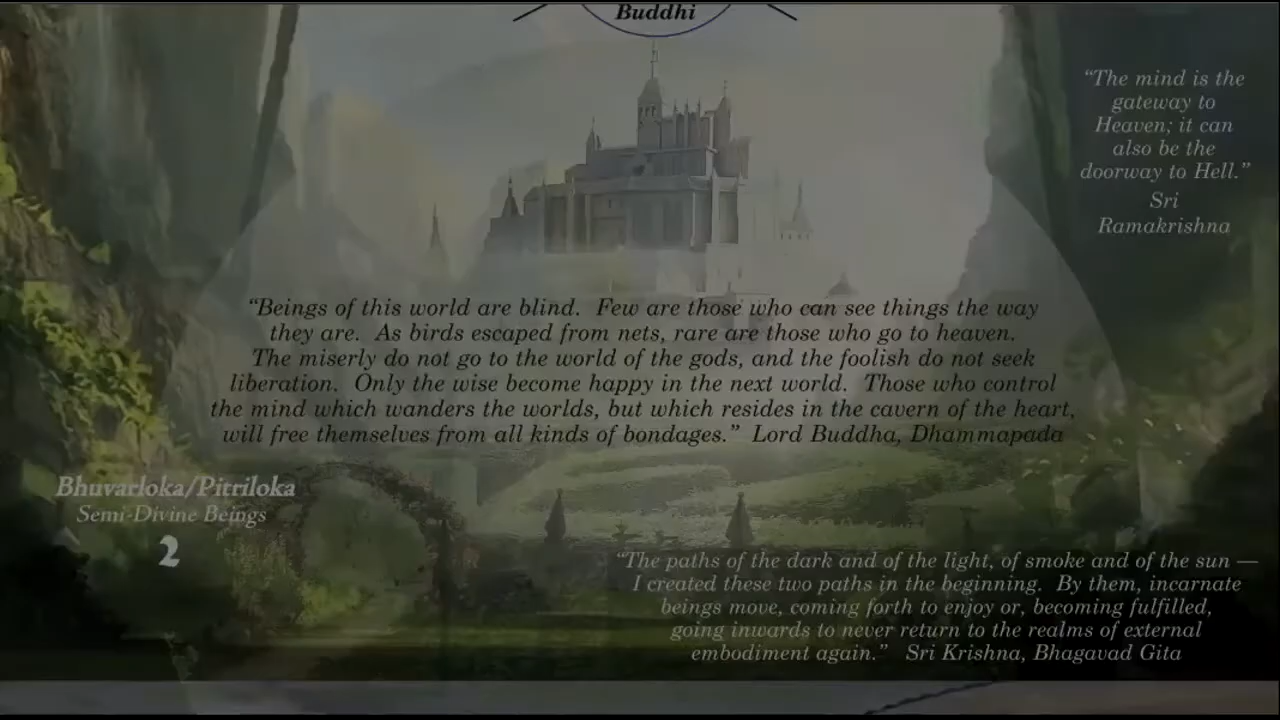 Buddhi
“The mind is the
gateway to
Heaven; it can
also be the
doorway to Hell.”
Sri
Ramakrishna
“Beings of this world are blind.  Few are those who can see things the way
they are.  As birds escaped from nets, rare are those who go to heaven.
The miserly do not go to the world of the gods, and the foolish do not seek
liberation.  Only the wise become happy in the next world.  Those who control
the mind which wanders the worlds, but which resides in the cavern of the heart,
will free themselves from all kinds of bondages.”  Lord Buddha, Dhammapada
Bhuvarloka/Pitriloka
Semi-Divine Beings
2
“The paths of the dark and of the light, of smoke and of the sun —
I created these two paths in the beginning.  By them, incarnate
beings move, coming forth to enjoy or, becoming fulfilled,
going inwards to never return to the realms of external
embodiment again.”   Sri Krishna, Bhagavad Gita